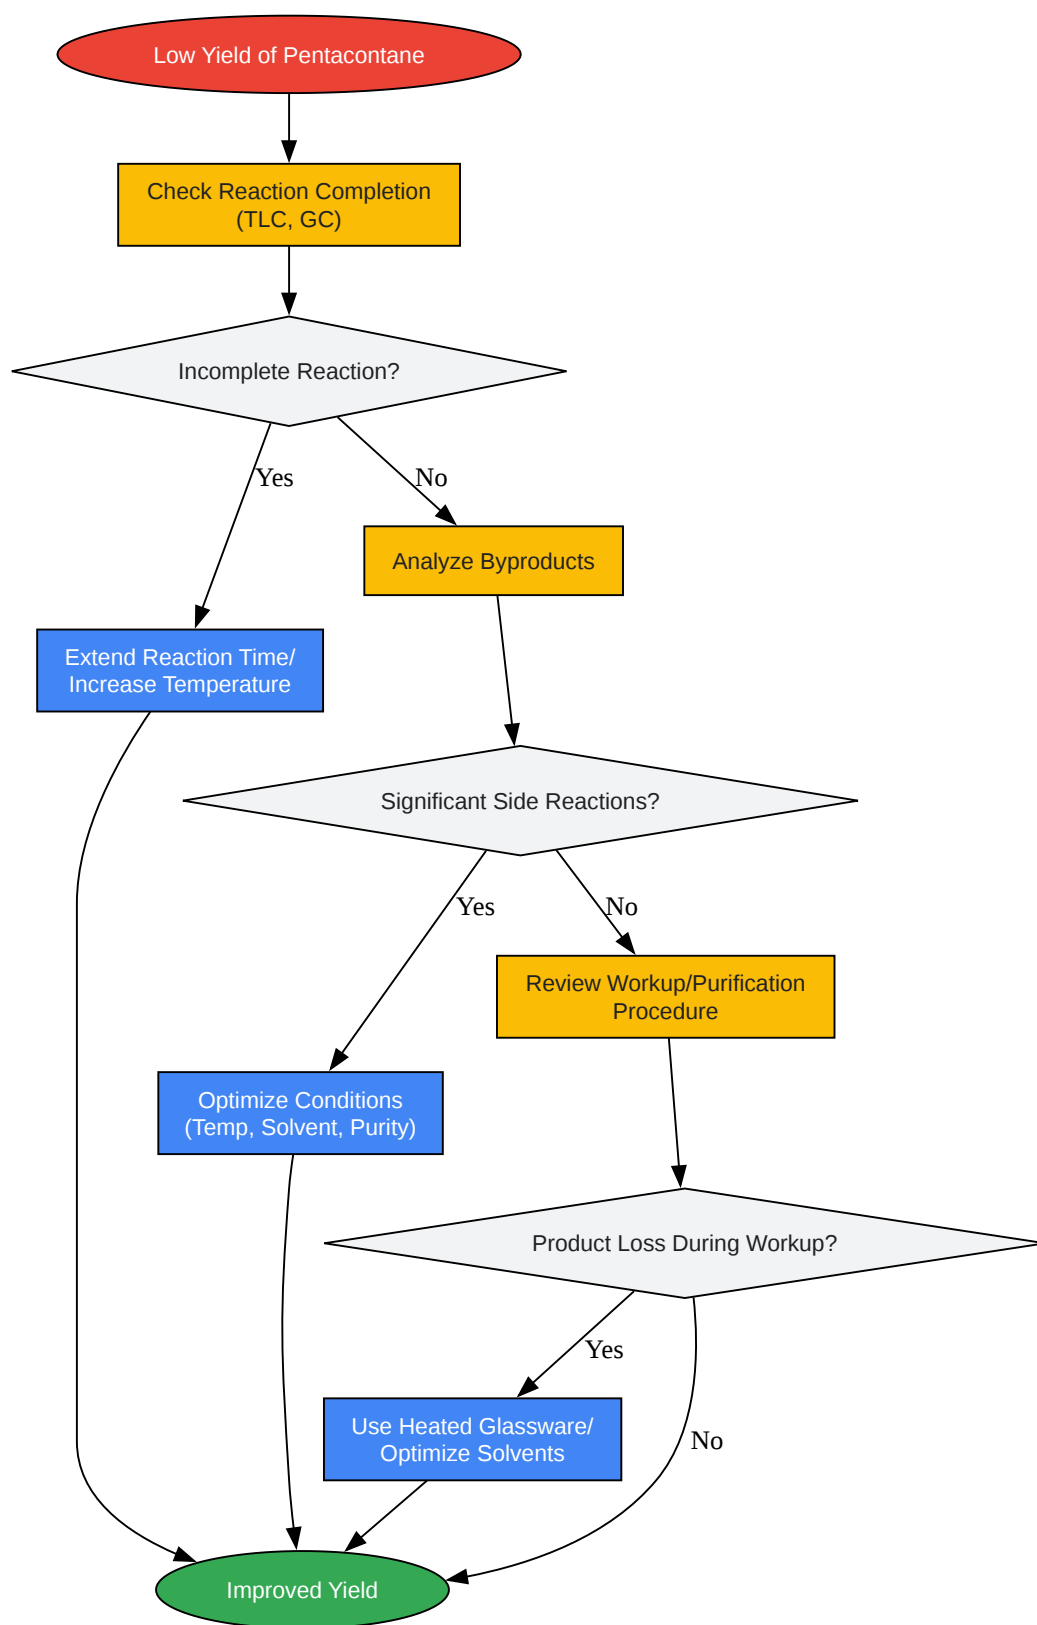 Low Yield of Pentacontane
Check Reaction Completion
(TLC, GC)
Incomplete Reaction?
Yes
No
Analyze Byproducts
Extend Reaction Time/
Increase Temperature
Significant Side Reactions?
Yes
No
Review Workup/Purification
Procedure
Optimize Conditions
(Temp, Solvent, Purity)
Product Loss During Workup?
Yes
No
Use Heated Glassware/
Optimize Solvents
Improved Yield